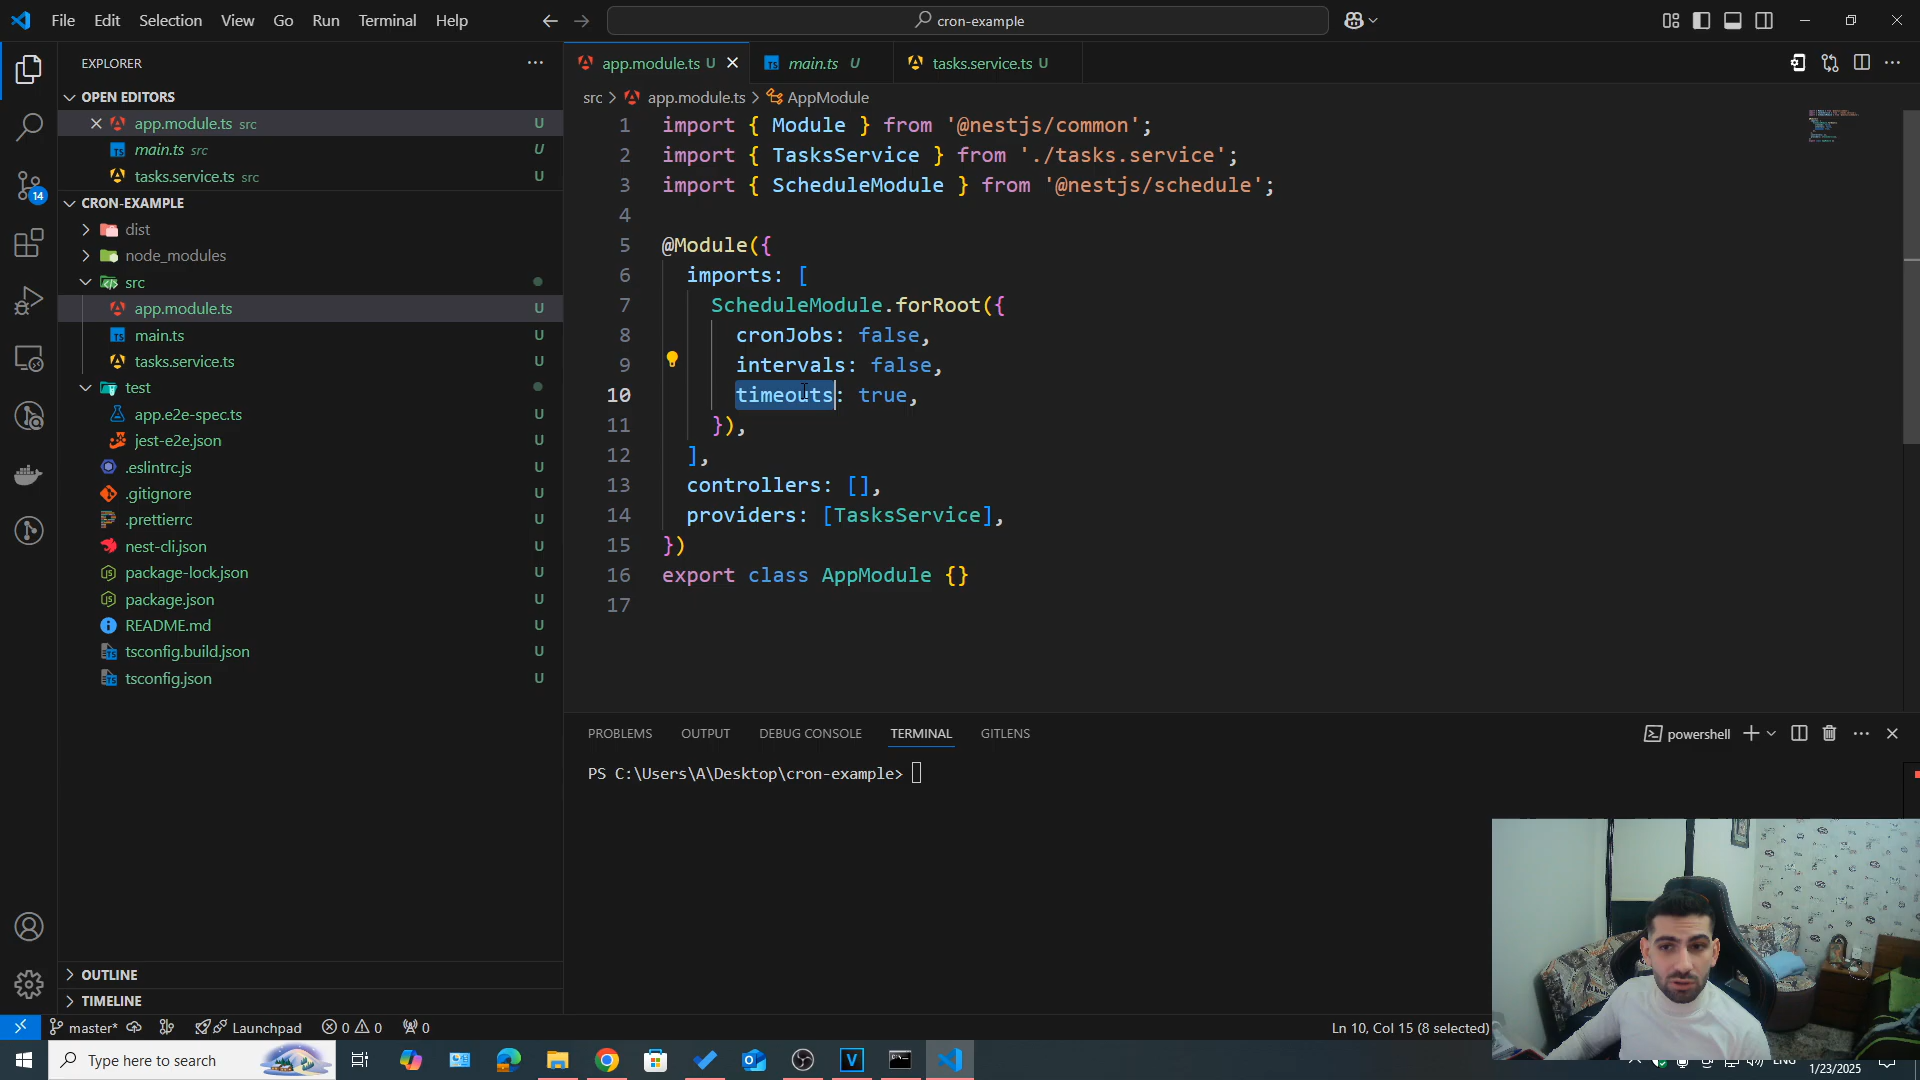 File Edit Selection View Go Run Terminal Help
cron-example
EXPLORER
OPEN EDITORS
app.module.ts src U
main.ts src U
tasks.service.ts src U
14
CRON-EXAMPLE
dist
node_modules
src
app.module.ts U
main.ts U
tasks.service.ts U
test
app.e2e-spec.ts U
jest-e2e.json U
.eslintrc.js U
.gitignore U
.prettierrc U
nest-cli.json U
package-lock.json U
package.json U
README.md U
tsconfig.build.json U
tsconfig.json U
OUTLINE
TIMELINE
app.module.ts U main.ts U tasks.service.ts U
src > app.module.ts > AppModule
1 import { Module } from '@nestjs/common';
2 import { TasksService } from './tasks.service';
3 import { ScheduleModule } from '@nestjs/schedule';
4
5 @Module({
6 imports: [
7 ScheduleModule.forRoot({
8 cronJobs: false,
9 intervals: false,
10 timeouts: true,
11 }),
12 ],
13 controllers: [],
14 providers: [TasksService],
15 })
16 export class AppModule {}
17
PROBLEMS OUTPUT DEBUG CONSOLE TERMINAL GITLENS
powershell
PS C:\Users\A\Desktop\cron-example>
master* Launchpad 0 0 0
Ln 10, Col 15 (8 selected)
Type here to search
ENG
1/23/2025